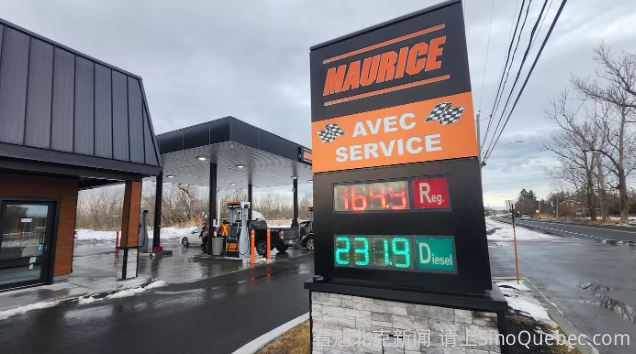 MAURICE
AVEC
SERVICE
164.9 Reg.
231.9 Diesel
看魁北克新闻 请上SinoQuebec.com